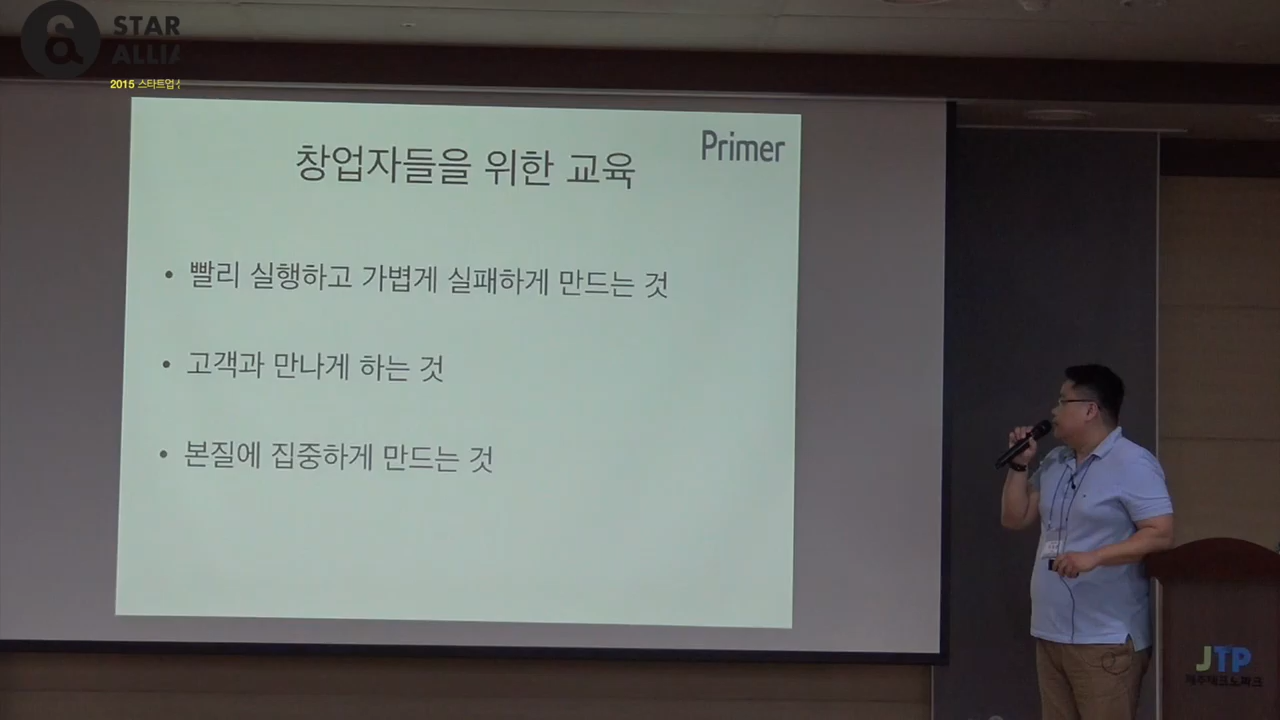 STAR
ALLIA
2015 스타트업
Primer
창업자들을 위한 교육
• 빨리 실행하고 가볍게 실패하게 만드는 것
• 고객과 만나게 하는 것
• 본질에 집중하게 만드는 것
JTP
제주테크노파크